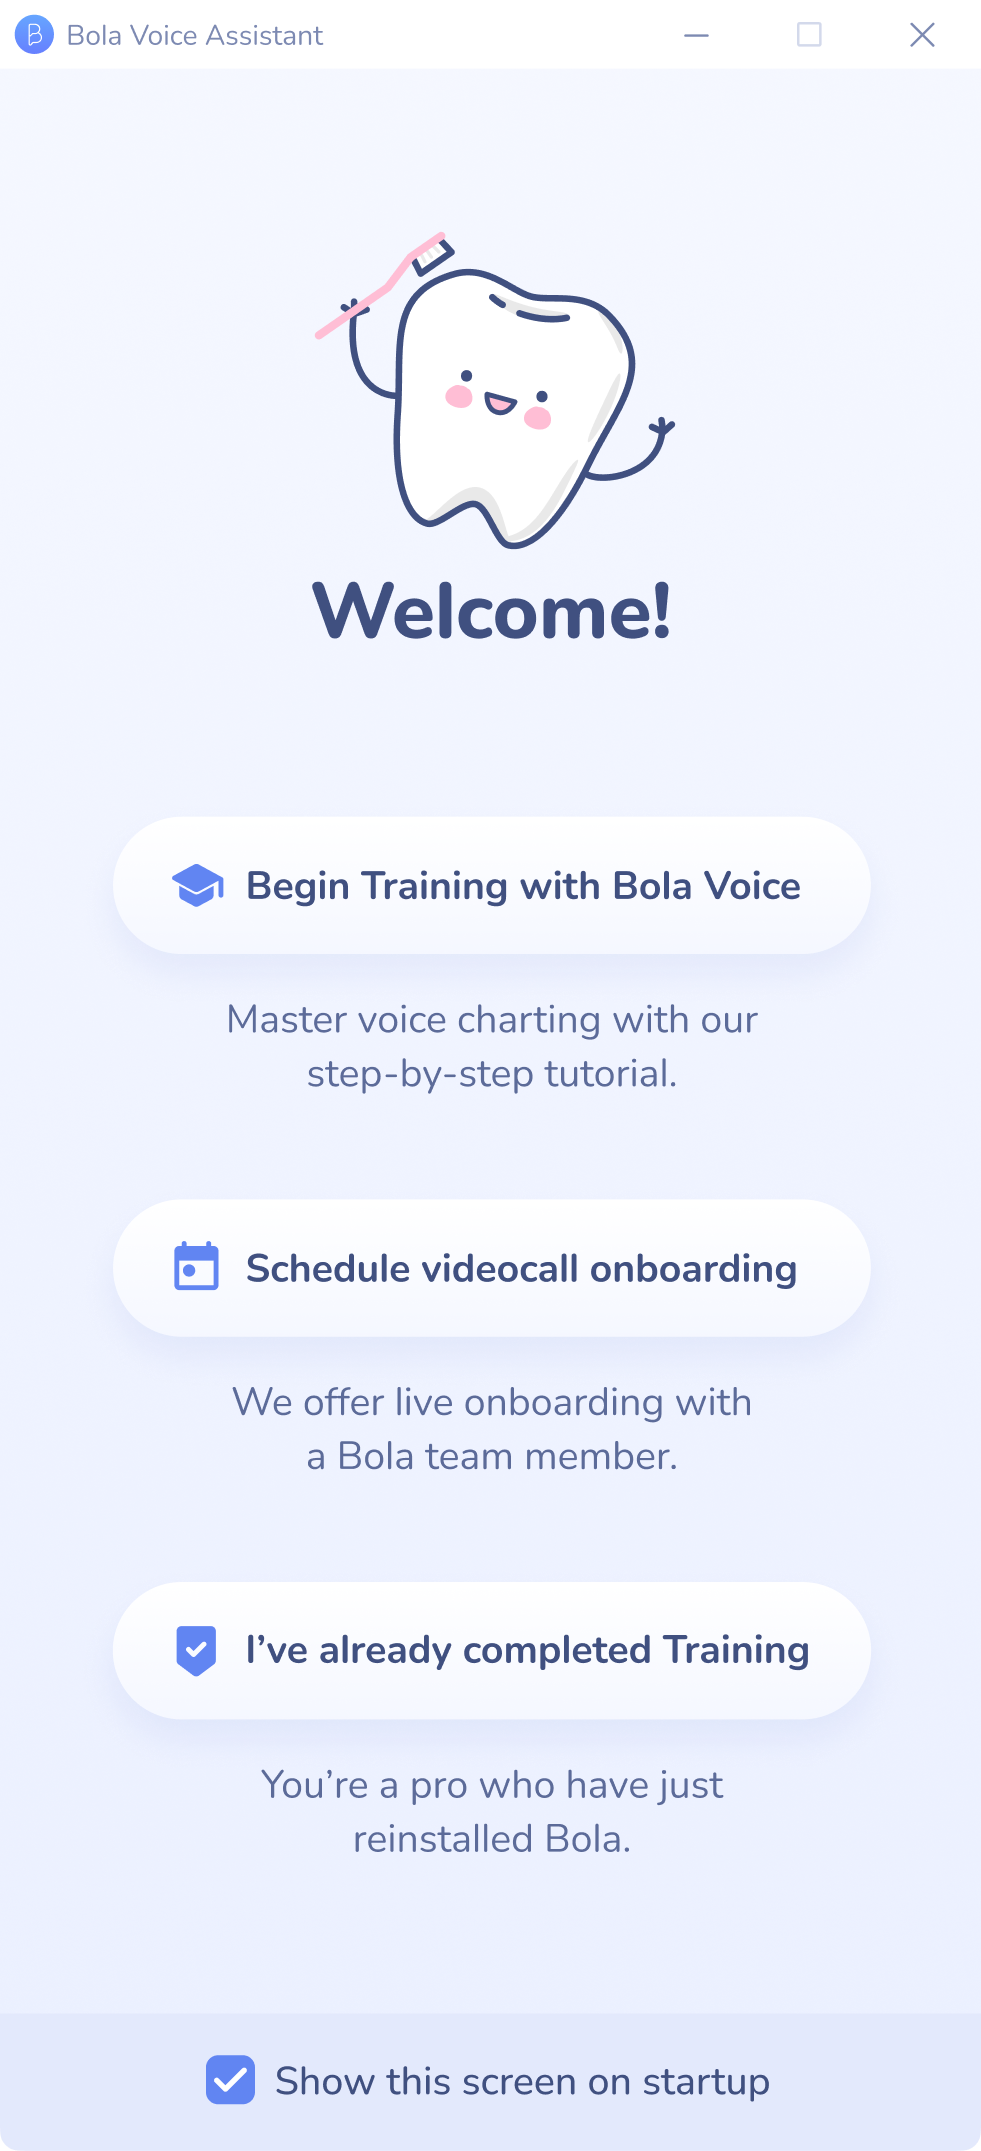 Bola Voice Assistant
Welcome!
Begin Training with Bola Voice
Master voice charting with our
step-by-step tutorial.
Schedule videocall onboarding
We offer live onboarding with
a Bola team member.
I’ve already completed Training
You’re a pro who have just
reinstalled Bola.
Show this screen on startup